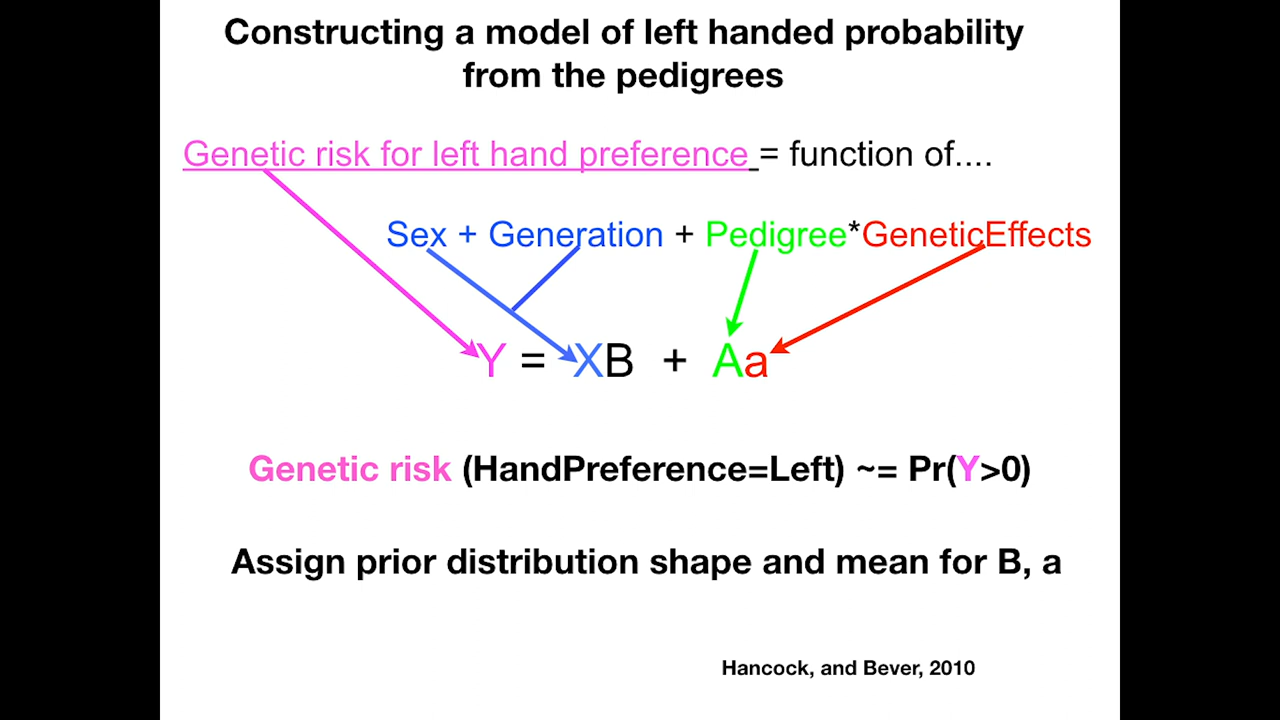 Constructing a model of left handed probability
from the pedigrees
Genetic risk for left hand preference = function of....
Sex + Generation + Pedigree*GeneticEffects
Y = XB + Aa
Genetic risk (HandPreference=Left) ~= Pr(Y>0)
Assign prior distribution shape and mean for B, a
Hancock, and Bever, 2010